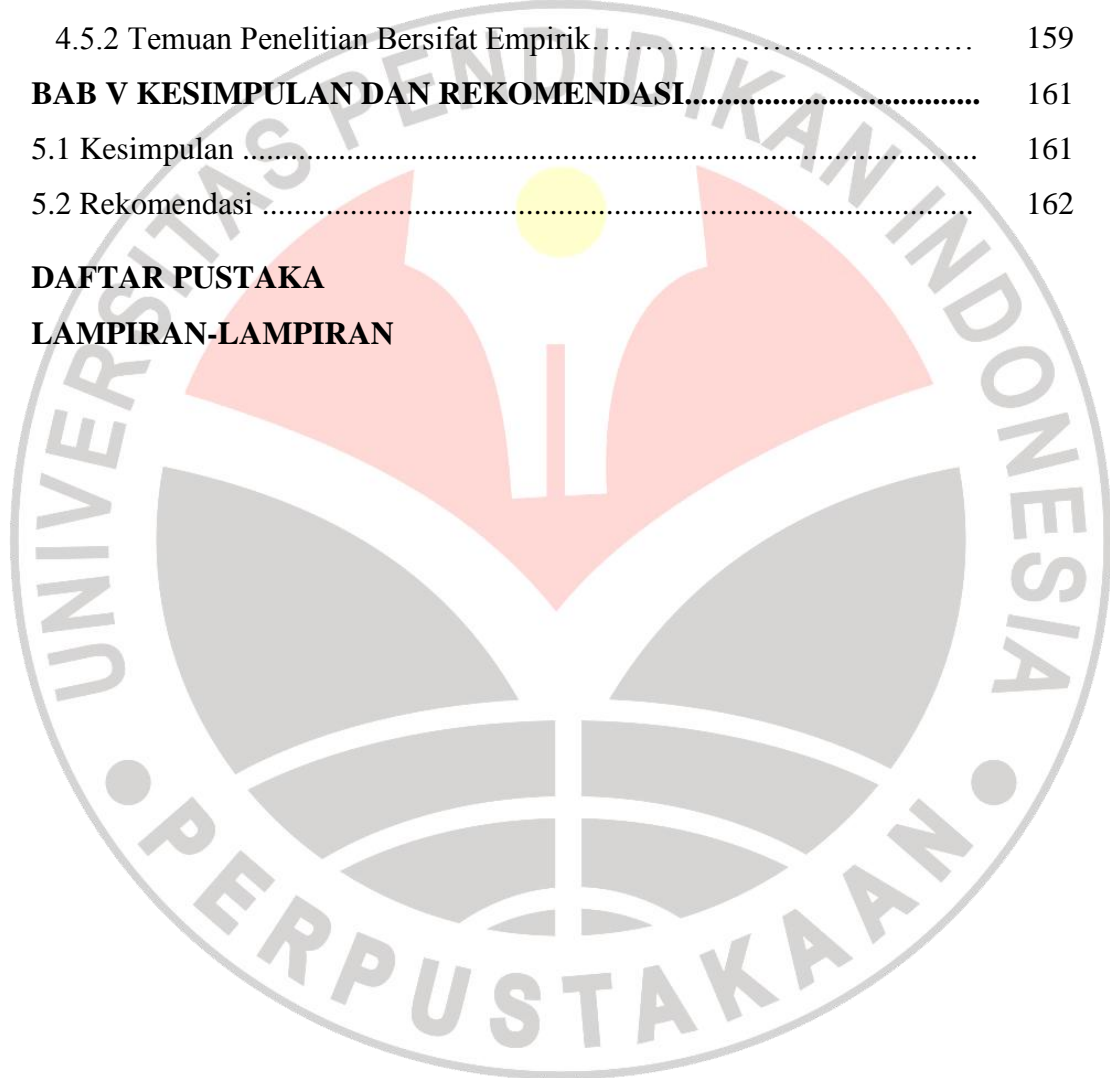 4.5.2 Temuan Penelitian Bersifat Empirik……………………………… 159
BAB V KESIMPULAN DAN REKOMENDASI.................................... 161
5.1 Kesimpulan ............................................................................................ 161
5.2 Rekomendasi ......................................................................................... 162
DAFTAR PUSTAKA
LAMPIRAN-LAMPIRAN
UNIVERSITAS PENDIDIKAN INDONESIA
PERPUSTAKAAN